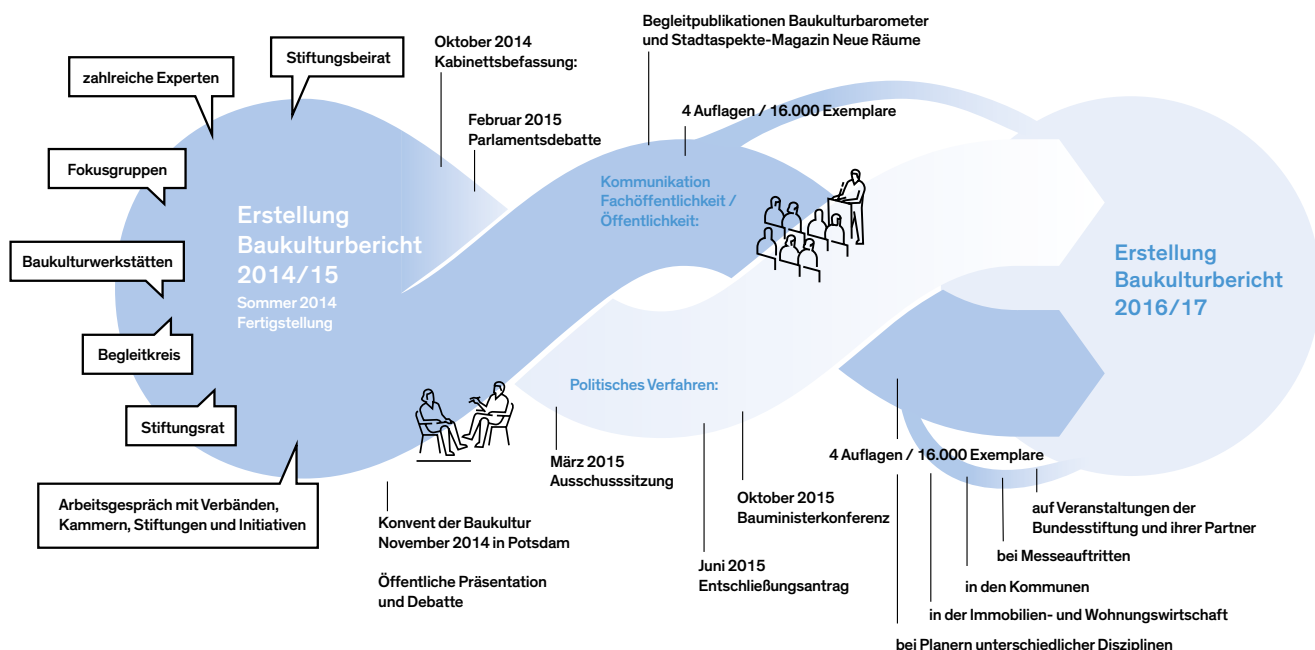 Stiftungsbeirat
zahlreiche Experten
Fokusgruppen
Baukulturwerkstätten
Begleitkreis
Stiftungsrat
Arbeitsgespräch mit Verbänden,
Kammern, Stiftungen und Initiativen
Erstellung
Baukulturbericht
2014/15
Sommer 2014
Fertigstellung
Oktober 2014
Kabinettsbefassung:
Februar 2015
Parlamentsdebatte
Konvent der Baukultur
November 2014 in Potsdam
Öffentliche Präsentation
und Debatte
Begleitpublikationen Baukulturbarometer
und Stadtaspekte-Magazin Neue Räume
4 Auflagen / 16.000 Exemplare
Kommunikation
Fachöffentlichkeit /
Öffentlichkeit:
Politisches Verfahren:
März 2015
Ausschusssitzung
Juni 2015
Entschließungsantrag
Oktober 2015
Bauministerkonferenz
4 Auflagen / 16.000 Exemplare
auf Veranstaltungen der
Bundesstiftung und ihrer Partner
bei Messeauftritten
in den Kommunen
in der Immobilien- und Wohnungswirtschaft
bei Planern unterschiedlicher Disziplinen
Erstellung
Baukulturbericht
2016/17